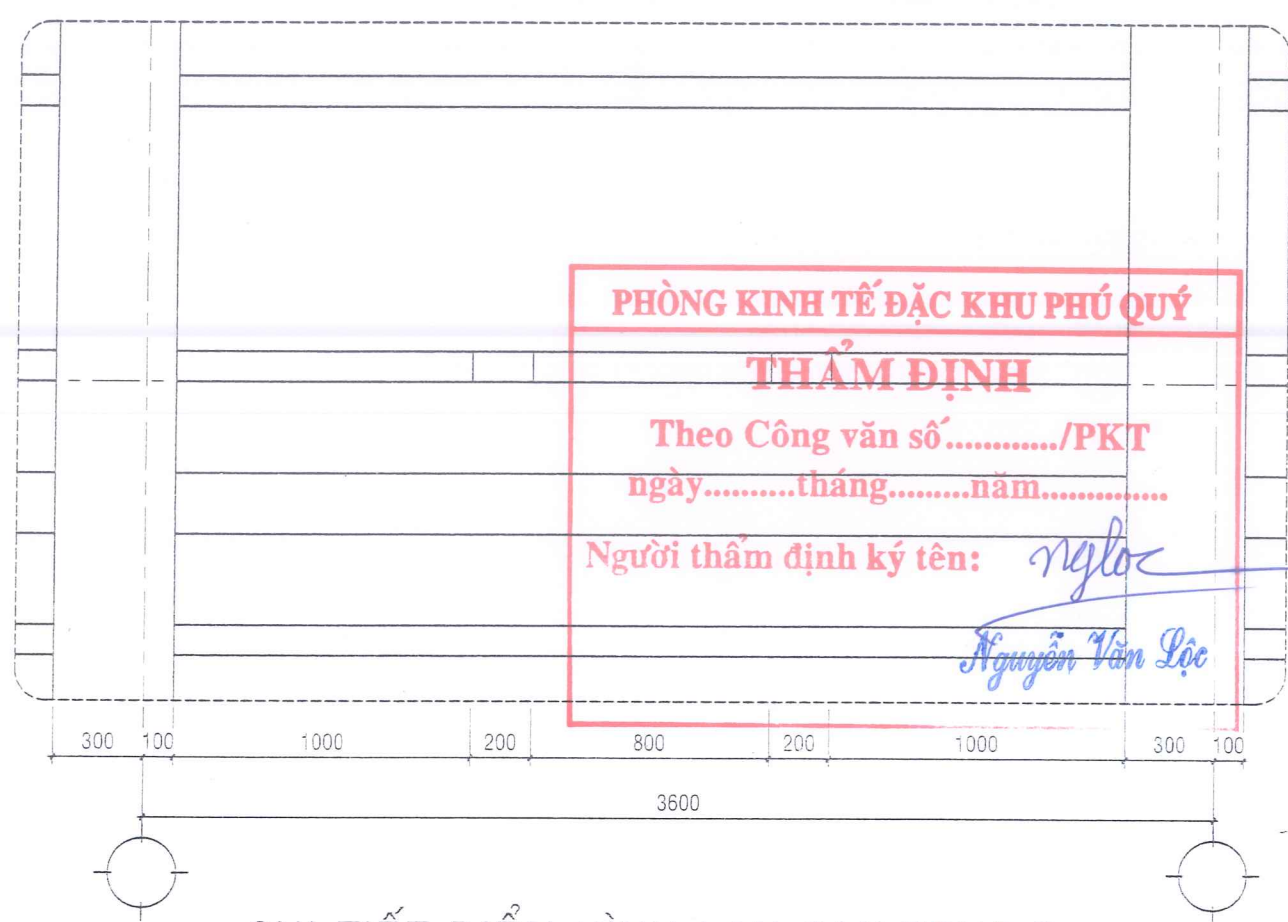 PHÒNG KINH TẾ ĐẶC KHU PHÚ QUÝ
THẨM ĐỊNH
Theo Công văn số............/PKT
ngày..........tháng.........năm..............
Người thẩm định ký tên:
Nguyễn Văn Lộc
300 100 1000 200 800 200 1000 300 100
3600